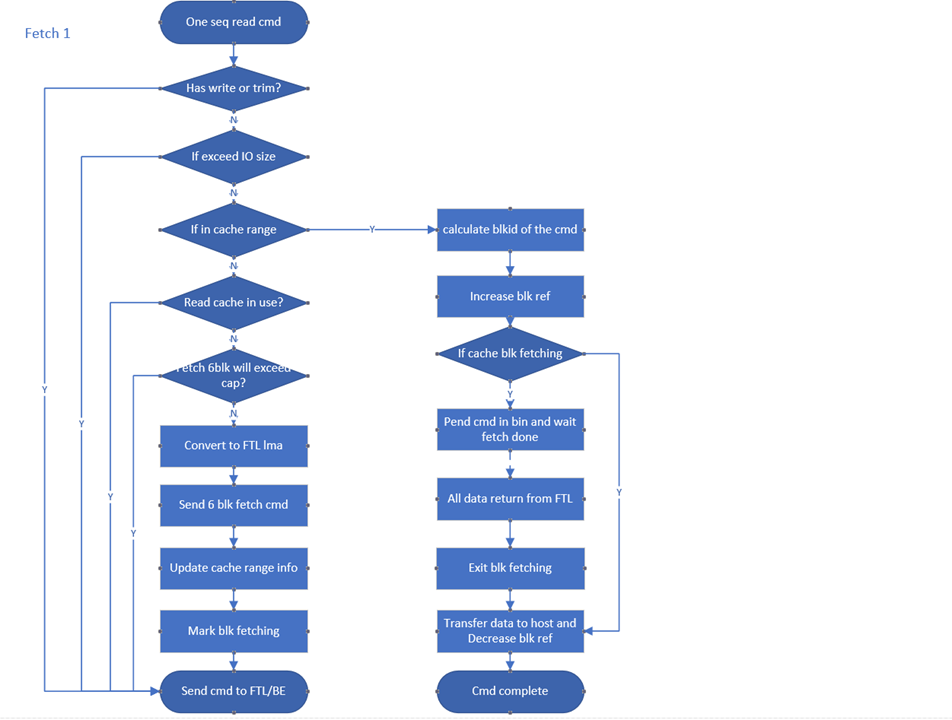 Fetch 1
One seq read cmd
Has write or trim?
N
If exceed IO size
N
If in cache range
Y
N
Read cache in use?
N
Fetch 6blk will exceed
cap?
N
Convert to FTL lma
Send 6 blk fetch cmd
Update cache range info
Mark blk fetching
Send cmd to FTL/BE
Y
Y
Y
Y
calculate blkid of the cmd
Increase blk ref
If cache blk fetching
Y
Pend cmd in bin and wait
fetch done
All data return from FTL
Y
Exit blk fetching
Transfer data to host and
Decrease blk ref
Cmd complete